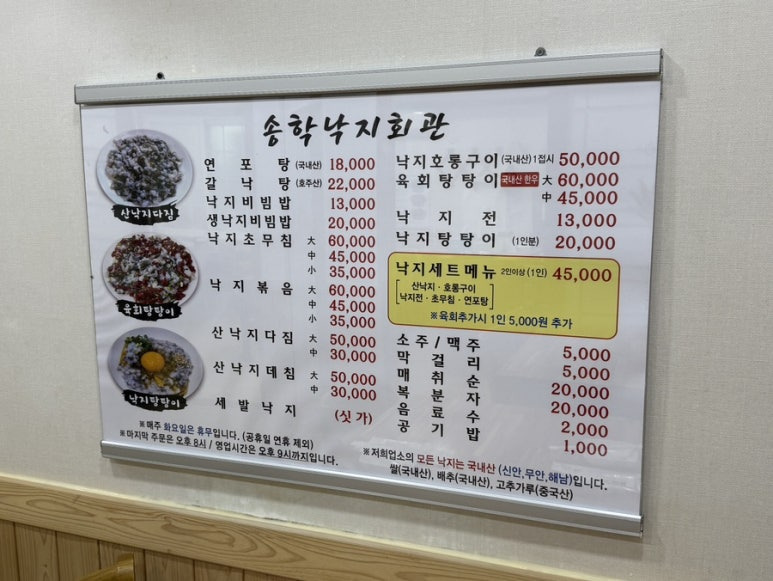 송학낙지회관
산낙지다짐
육회탕탕이
낙지탕탕이
연포탕 (국내산) 18,000
갈낙탕 (호주산) 22,000
낙지비빔밥 13,000
생낙지비빔밥 20,000
낙지초무침 大 60,000
中 45,000
小 35,000
낙지볶음 大 60,000
中 45,000
小 35,000
산낙지다짐 大 50,000
中 30,000
산낙지데침 大 50,000
中 30,000
세발낙지 (싯가)
※매주 화요일은 휴무입니다. (공휴일 연휴 제외)
※마지막 주문은 오후 8시 / 영업시간은 오후 9시까지입니다.
낙지호롱구이 (국내산) 1접시 50,000
육회탕탕이 국내산 한우 大 60,000
中 45,000
낙지전 13,000
낙지탕탕이 (1인분) 20,000
낙지세트메뉴 2인이상 (1인) 45,000
산낙지 · 호롱구이
낙지전 · 초무침 · 연포탕
※육회추가시 1인 5,000원 추가
소주/맥주 5,000
막걸리 5,000
매취순 20,000
복분자 20,000
음료수 2,000
공기밥 1,000
※저희업소의 모든 낙지는 국내산 (신안,무안,해남)입니다.
쌀(국내산), 배추(국내산), 고추가루(중국산)